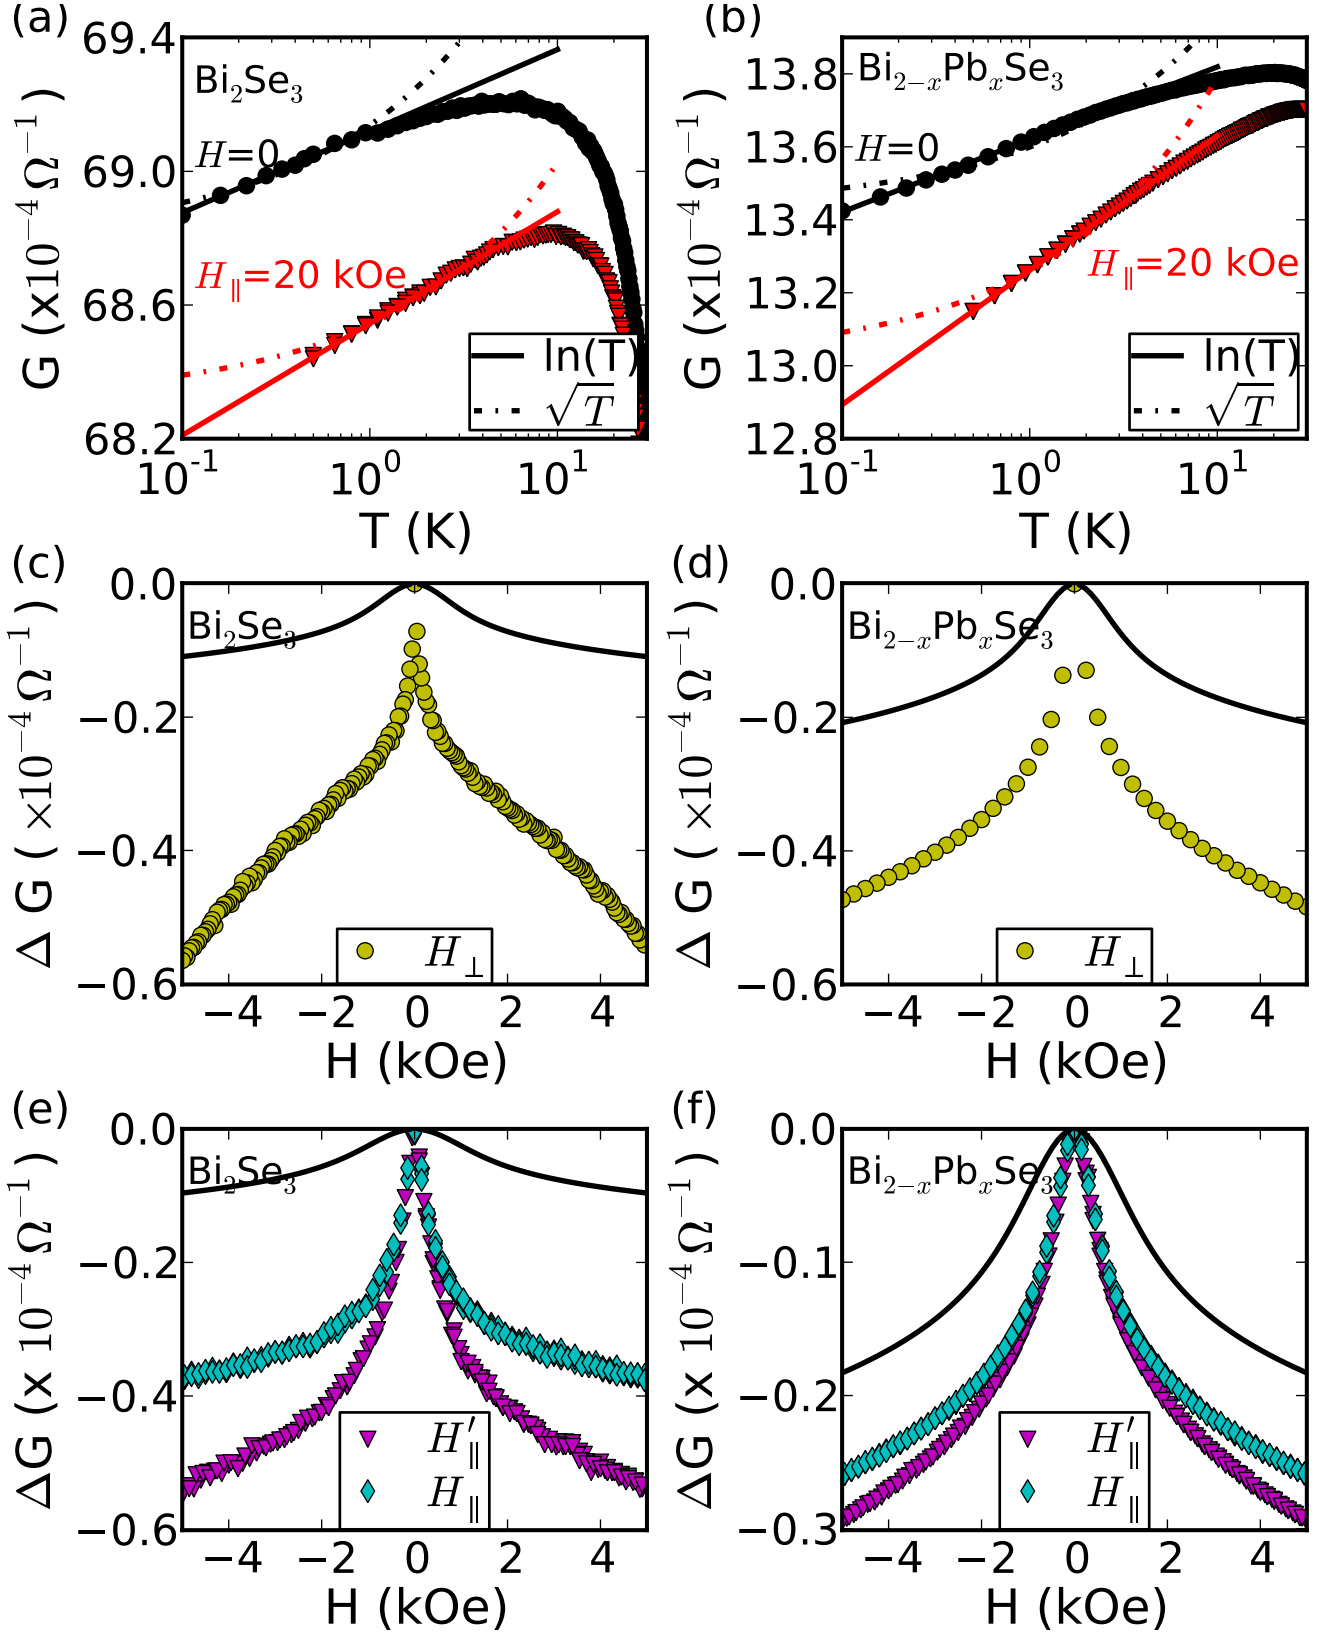 (a)
69.4
69.0
68.6
68.2
G (x10⁻⁴ Ω⁻¹)
Bi₂Se₃
H=0
H∥=20 kOe
ln(T)
√T
10⁻¹ 10⁰ 10¹
T (K)
(b)
13.8
13.6
13.4
13.2
13.0
12.8
G (x10⁻⁴ Ω⁻¹)
Bi₂₋ₓPbₓSe₃
H=0
H∥=20 kOe
ln(T)
√T
10⁻¹ 10⁰ 10¹
T (K)
(c)
0.0
−0.2
−0.4
−0.6
Δ G ( ×10⁻⁴ Ω⁻¹)
Bi₂Se₃
H⊥
−4 −2 0 2 4
H (kOe)
(d)
0.0
−0.2
−0.4
−0.6
Δ G ( ×10⁻⁴ Ω⁻¹)
Bi₂₋ₓPbₓSe₃
H⊥
−4 −2 0 2 4
H (kOe)
(e)
0.0
−0.2
−0.4
−0.6
ΔG (x 10⁻⁴ Ω⁻¹)
Bi₂Se₃
H′∥
H∥
−4 −2 0 2 4
H (kOe)
(f)
0.0
−0.1
−0.2
−0.3
ΔG (x 10⁻⁴ Ω⁻¹)
Bi₂₋ₓPbₓSe₃
H′∥
H∥
−4 −2 0 2 4
H (kOe)